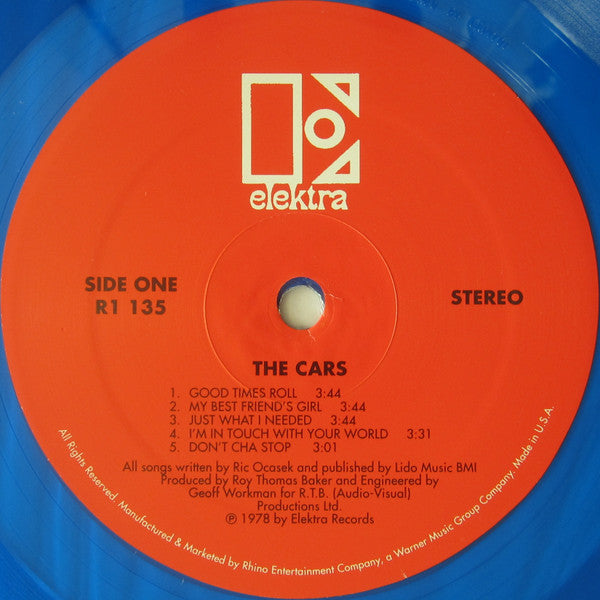 elektra
SIDE ONE
R1 135
STEREO
THE CARS
1. GOOD TIMES ROLL 3:44
2. MY BEST FRIEND'S GIRL 3:44
3. JUST WHAT I NEEDED 3:44
4. I'M IN TOUCH WITH YOUR WORLD 3:31
5. DON'T CHA STOP 3:01
All songs written by Ric Ocasek and published by Lido Music BMI
Produced by Roy Thomas Baker and Engineered by
Geoff Workman for R.T.B. (Audio-Visual)
Productions Ltd.
℗ 1978 by Elektra Records
All Rights Reserved. Manufactured & Marketed by Rhino Entertainment Company, a Warner Music Group Company. Made in U.S.A.